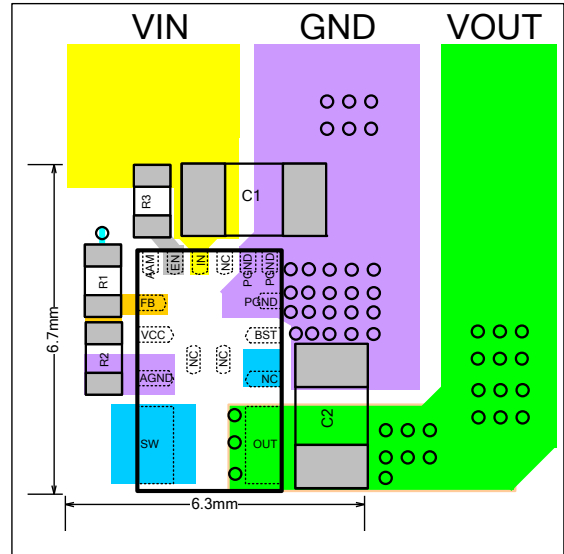 VIN GND VOUT
R3
C1
AAM EN IN NC PGND PGND
R1
FB PGND
VCC BST
R2
NC NC
AGND NC
C2
SW OUT
6.7mm
6.3mm